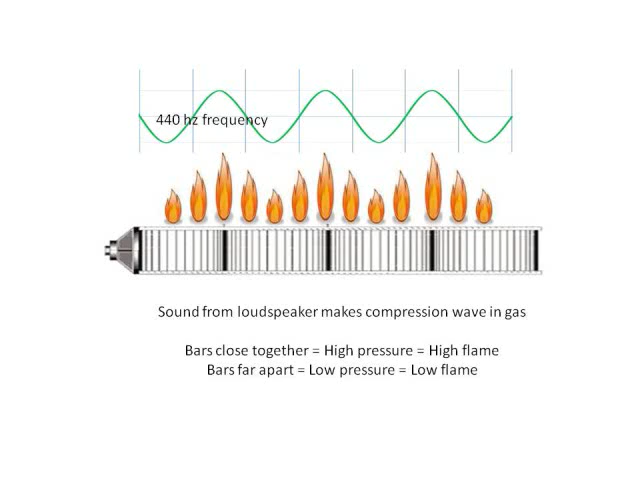 440 hz frequency
Sound from loudspeaker makes compression wave in gas
Bars close together = High pressure = High flame
Bars far apart = Low pressure = Low flame